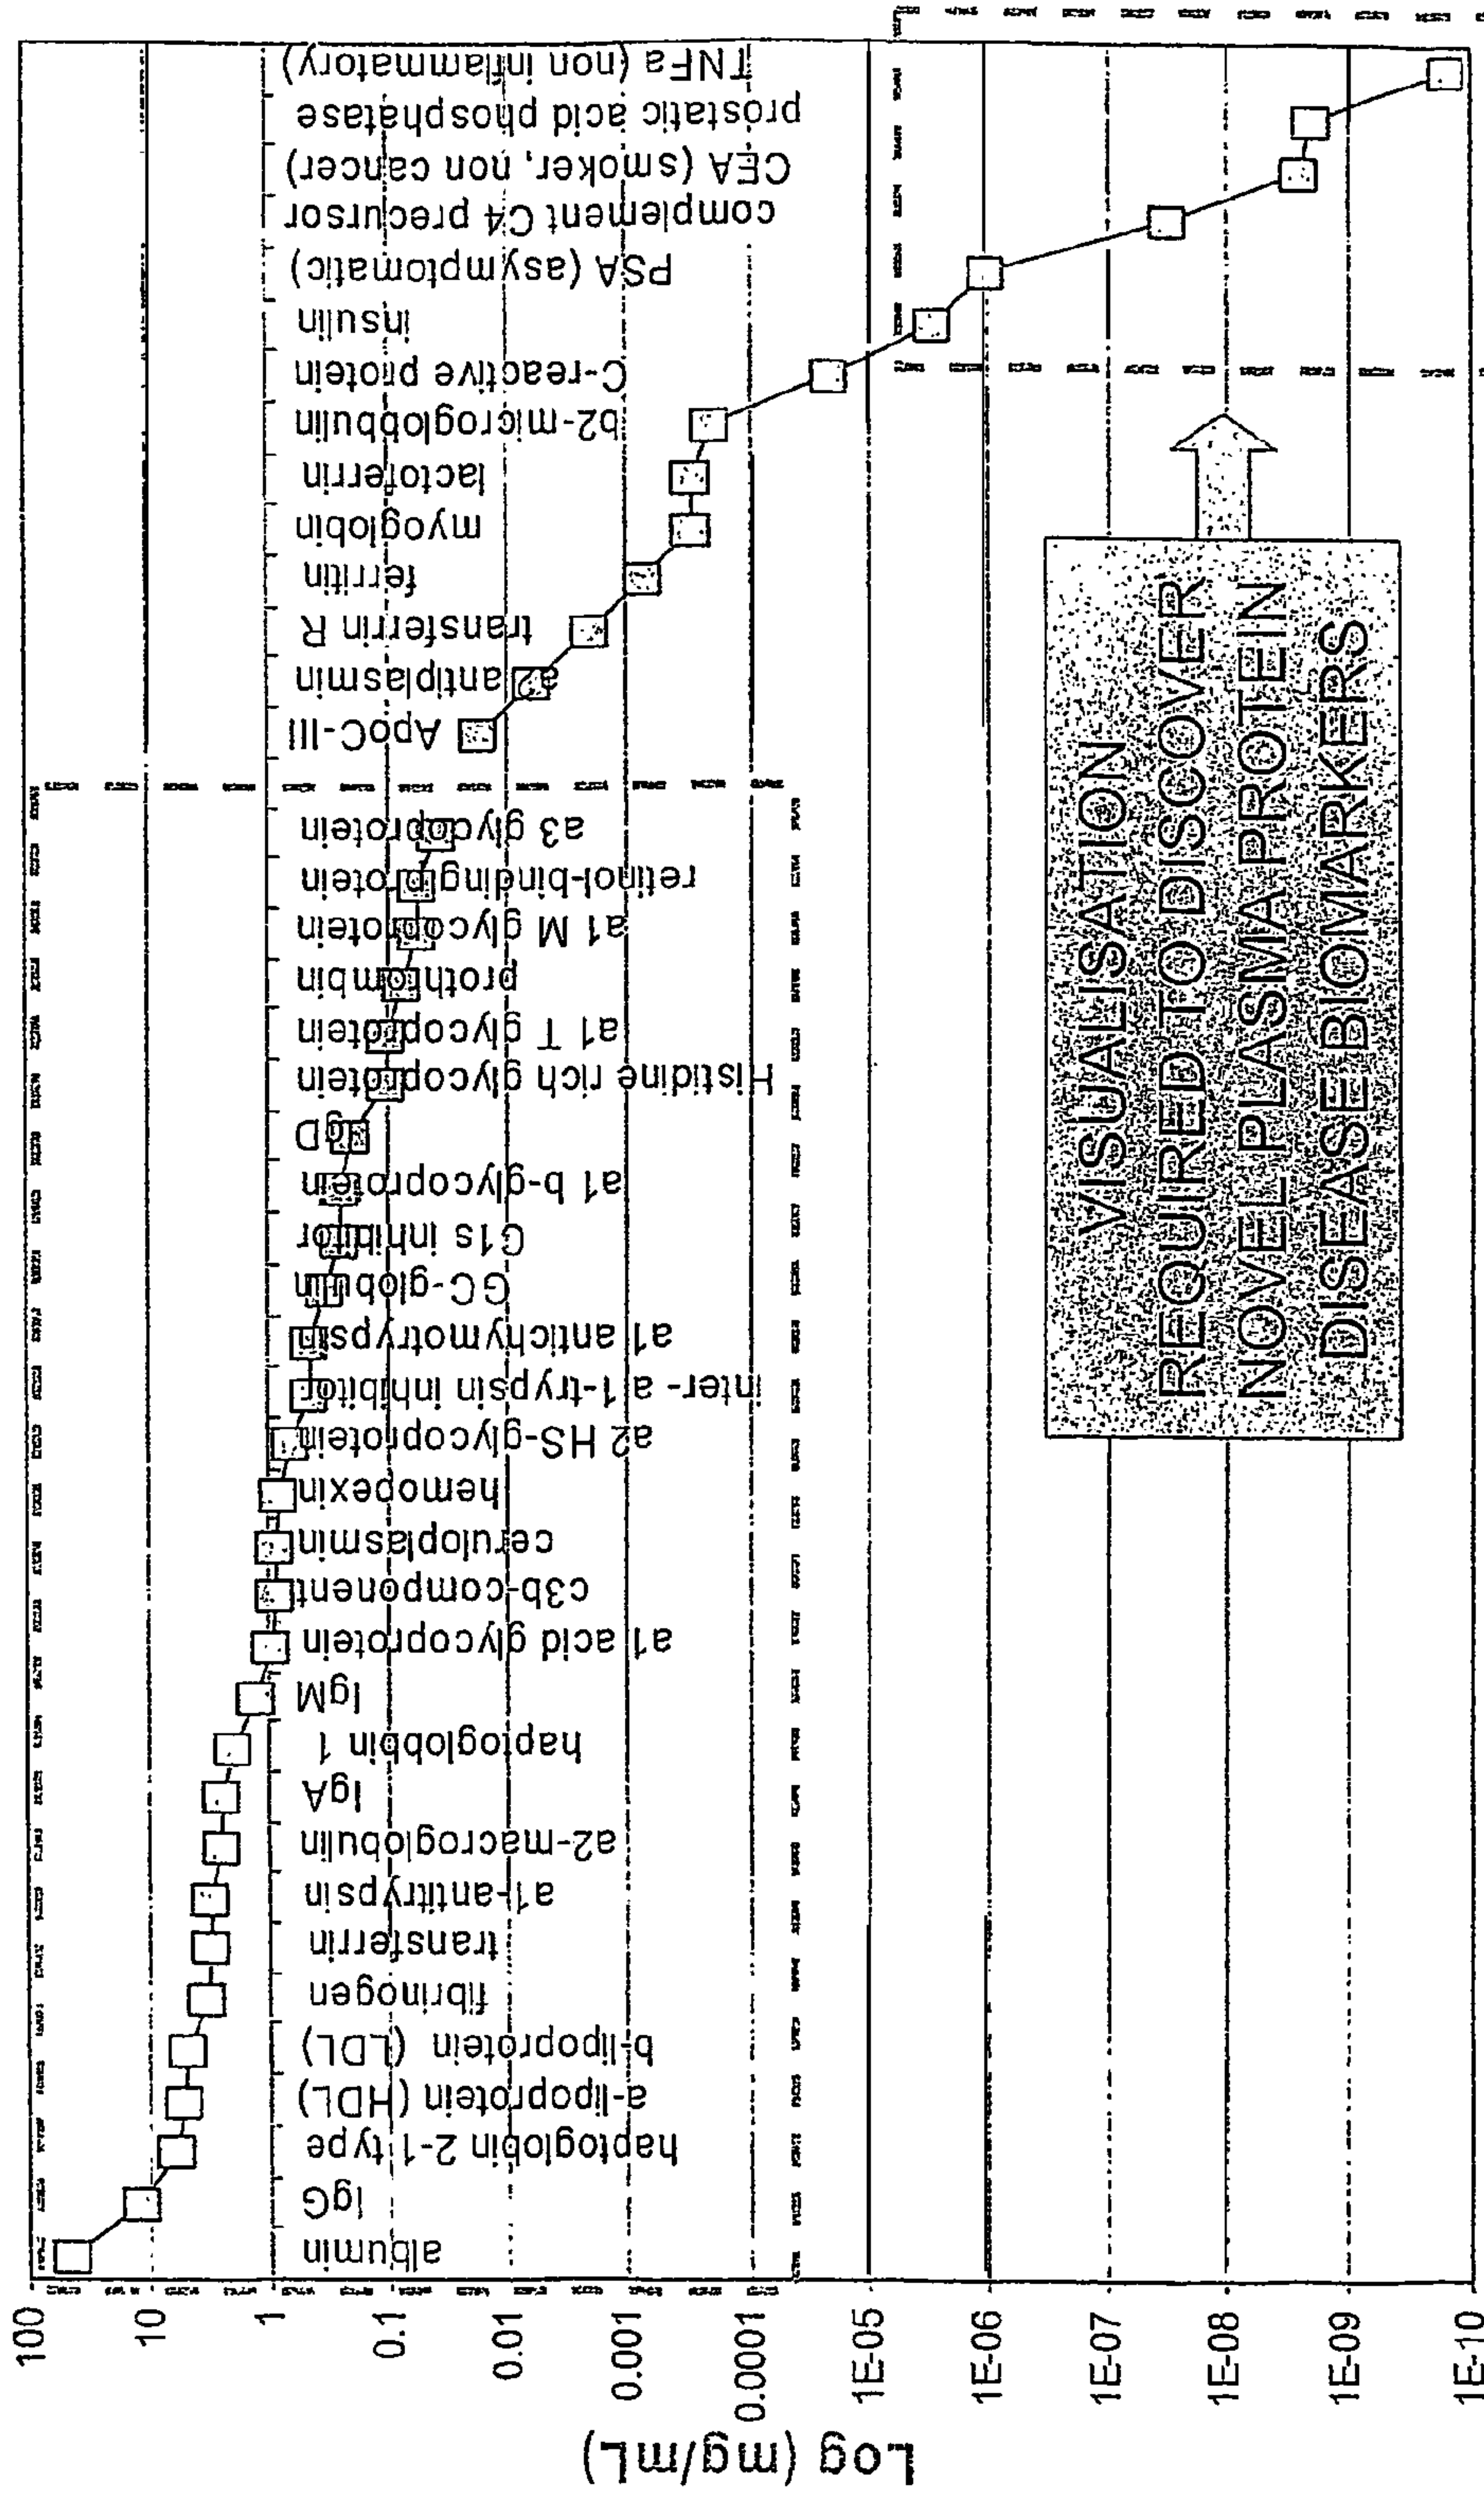 Log (mg/mL)
100
10
1
0.1
0.01
0.001
0.0001
1E-05
1E-06
1E-07
1E-08
1E-09
1E-10
albumin
IgG
haptoglobin 2-1 type
a-lipoprotein (HDL)
b-lipoprotein (LDL)
fibrinogen
transferrin
a1-antitrypsin
a2-macroglobulin
IgA
haptoglobbin 1
IgM
a1 acid glycoprotein
c3b-component
ceruloplasmin
hemopexin
a2 HS-glycoprotein
inter- a 1-trypsin inhibitor
a1 antichymotrypsin
GC-globulin
C1s inhibitor
a1 b-glycoprotein
IgD
Histidine rich glycoprotein
a1 T glycoprotein
prothtombin
a1 M glycoprotein
retinol-binding protein
a3 glycoprotein
ApoC-III
a2 antiplasmin
transferrin R
ferritin
myoglobin
lactoferrin
b2-microglobbulin
C-reactive protein
insulin
PSA (asymptomatic)
complement C4 precursor
CEA (smoker, non cancer)
prostatic acid phosphatase
TNFa (non inflammatory)
VISUALISATION
REQUIRED TO DISCOVER
NOVEL PLASMA PROTEIN
DISEASE BIOMARKERS